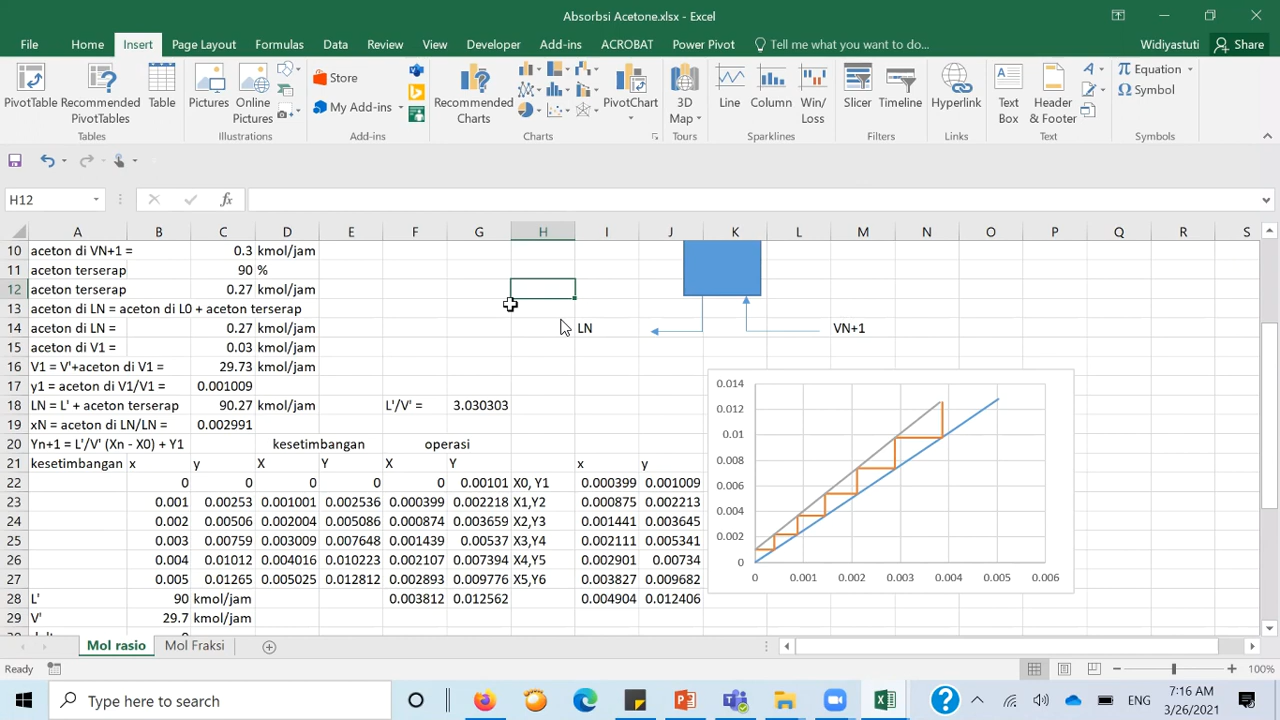 Absorbsi Acetone.xlsx - Excel
File Home Insert Page Layout Formulas Data Review View Developer Add-ins ACROBAT Power Pivot Tell me what you want to do... Widiyastuti Share
PivotTable Recommended PivotTables Table Pictures Online Pictures Store My Add-ins Recommended Charts PivotChart 3D Map Line Column Win/Loss Slicer Timeline Hyperlink Text Box Header & Footer Equation Symbol
Tables Illustrations Add-ins Charts Tours Sparklines Filters Links Text Symbols
H12 fx
A B C D E F G H I J K L M N O P Q R S
10 aceton di VN+1 = 0.3 kmol/jam
11 aceton terserap 90 %
12 aceton terserap 0.27 kmol/jam
13 aceton di LN = aceton di L0 + aceton terserap
14 aceton di LN = 0.27 kmol/jam LN VN+1
15 aceton di V1 = 0.03 kmol/jam
16 V1 = V'+aceton di V1 = 29.73 kmol/jam
17 y1 = aceton di V1/V1 = 0.001009
18 LN = L' + aceton terserap 90.27 kmol/jam L'/V' = 3.030303
19 xN = aceton di LN/LN = 0.002991
20 Yn+1 = L'/V' (Xn - X0) + Y1 kesetimbangan operasi
21 kesetimbangan x y X Y X Y x y
22 0 0 0 0 0 0.00101 X0, Y1 0.000399 0.001009
23 0.001 0.00253 0.001001 0.002536 0.000399 0.002218 X1,Y2 0.000875 0.002213
24 0.002 0.00506 0.002004 0.005086 0.000874 0.003659 X2,Y3 0.001441 0.003645
25 0.003 0.00759 0.003009 0.007648 0.001439 0.00537 X3,Y4 0.002111 0.005341
26 0.004 0.01012 0.004016 0.010223 0.002107 0.007394 X4,Y5 0.002901 0.00734
27 0.005 0.01265 0.005025 0.012812 0.002893 0.009776 X5,Y6 0.003827 0.009682
28 L' 90 kmol/jam 0.003812 0.012562 0.004904 0.012406
29 V' 29.7 kmol/jam
0.014
0.012
0.01
0.008
0.006
0.004
0.002
0
0 0.001 0.002 0.003 0.004 0.005 0.006
Mol rasio Mol Fraksi
Ready 100%
Type here to search ENG 7:16 AM
3/26/2021